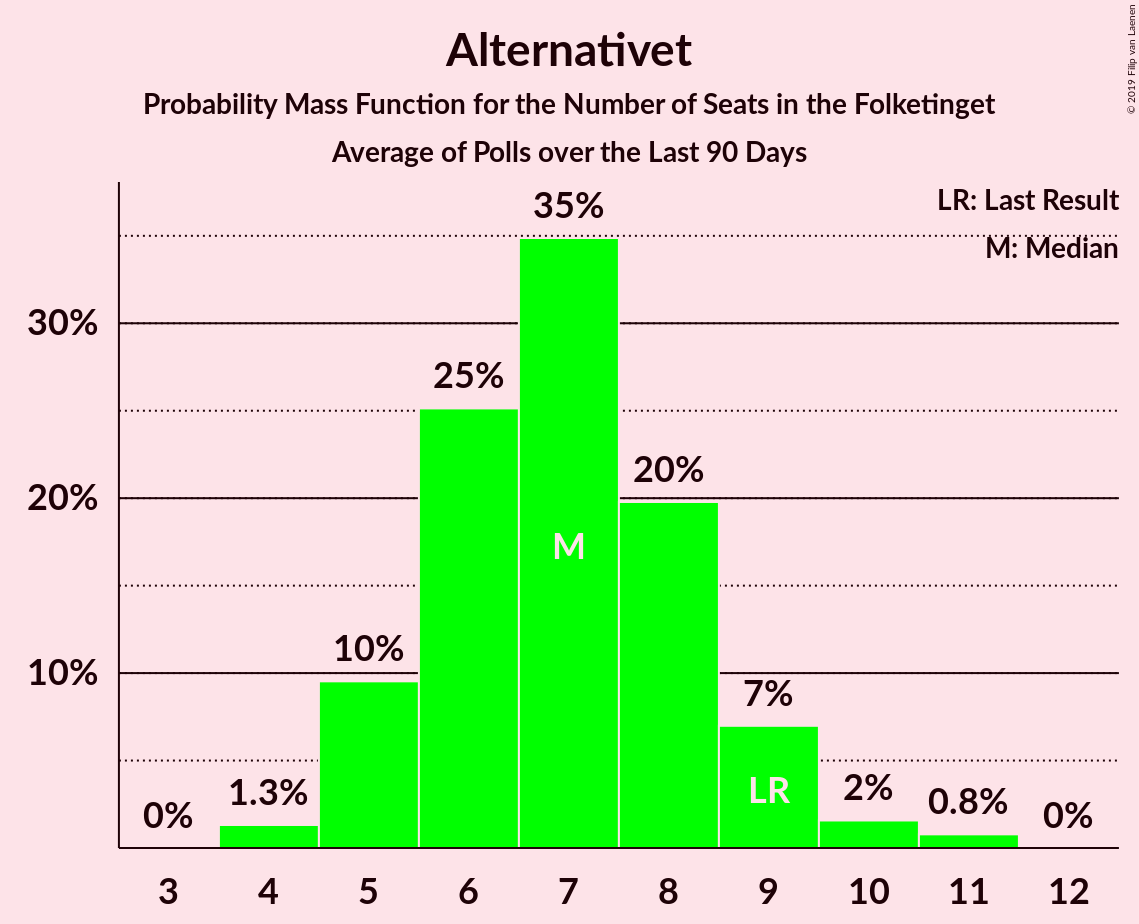 Alternativet
Probability Mass Function for the Number of Seats in the Folketinget
Average of Polls over the Last 90 Days
© 2019 Filip van Laenen
LR: Last Result
M: Median
35%
30%
25%
20%
20%
M
10%
10%
7%
LR
0%
1.3%
2%
0.8%
0%
3 4 5 6 7 8 9 10 11 12